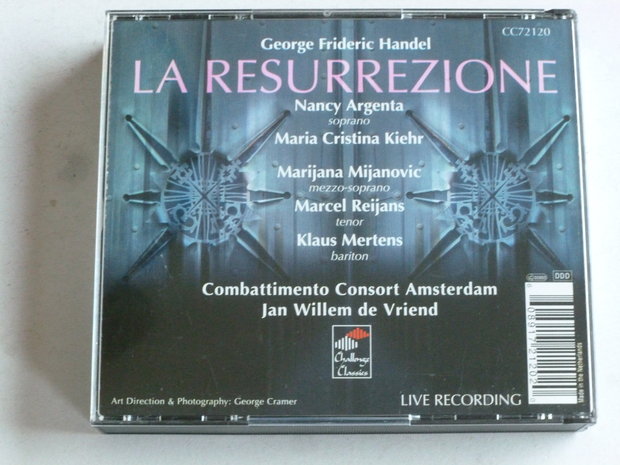 CC72120
George Frideric Handel
LA RESURREZIONE
Nancy Argenta
soprano
Maria Cristina Kiehr
Marijana Mijanovic
mezzo-soprano
Marcel Reijans
tenor
Klaus Mertens
bariton
Combattimento Consort Amsterdam
Jan Willem de Vriend
DDD
Challenge
Classics
Made in the Netherlands
Art Direction & Photography: George Cramer
LIVE RECORDING